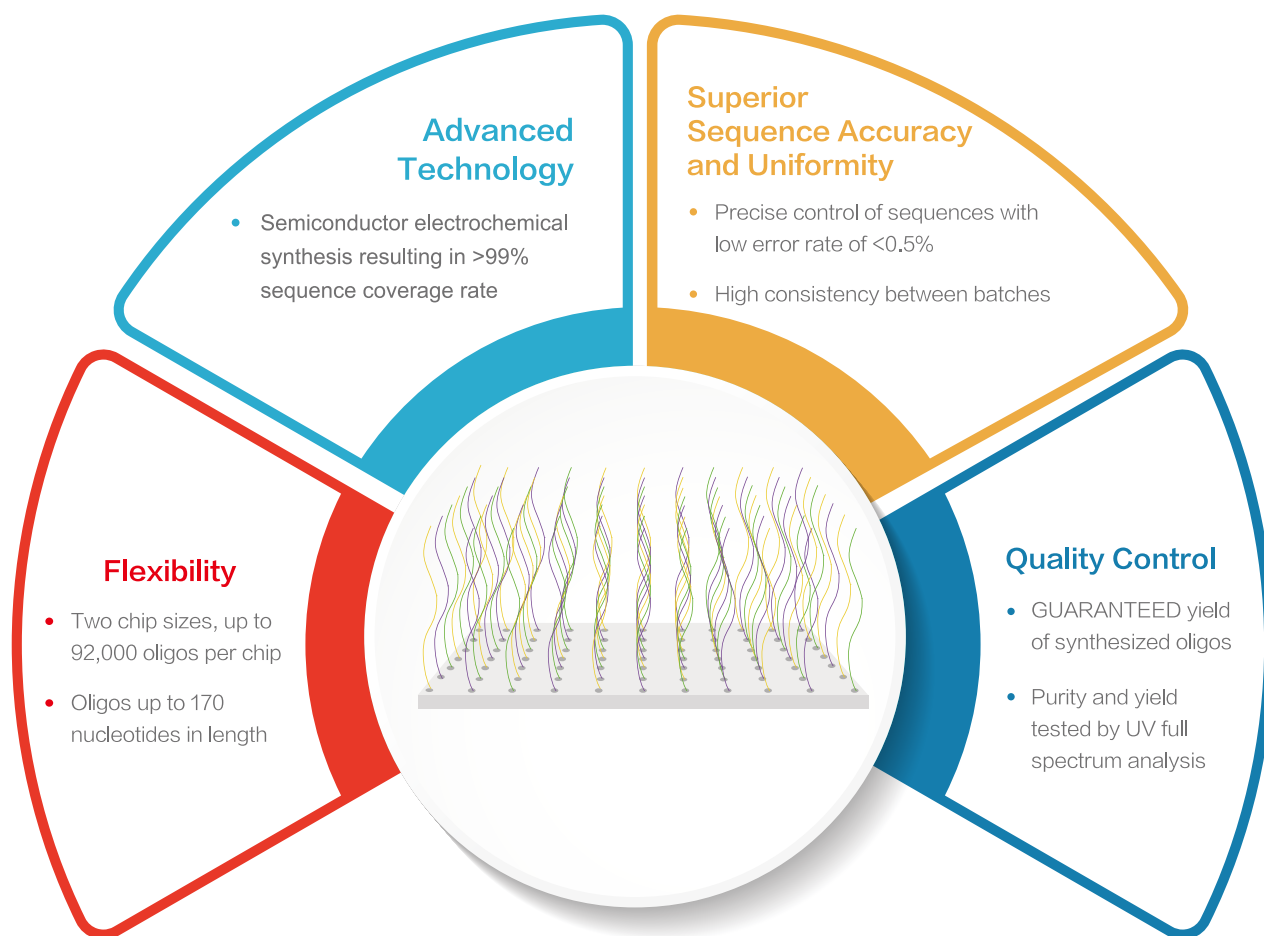 Advanced
Technology
• Semiconductor electrochemical
synthesis resulting in >99%
sequence coverage rate
Superior
Sequence Accuracy
and Uniformity
• Precise control of sequences with
low error rate of <0.5%
• High consistency between batches
Flexibility
• Two chip sizes, up to
92,000 oligos per chip
• Oligos up to 170
nucleotides in length
Quality Control
• GUARANTEED yield
of synthesized oligos
• Purity and yield
tested by UV full
spectrum analysis